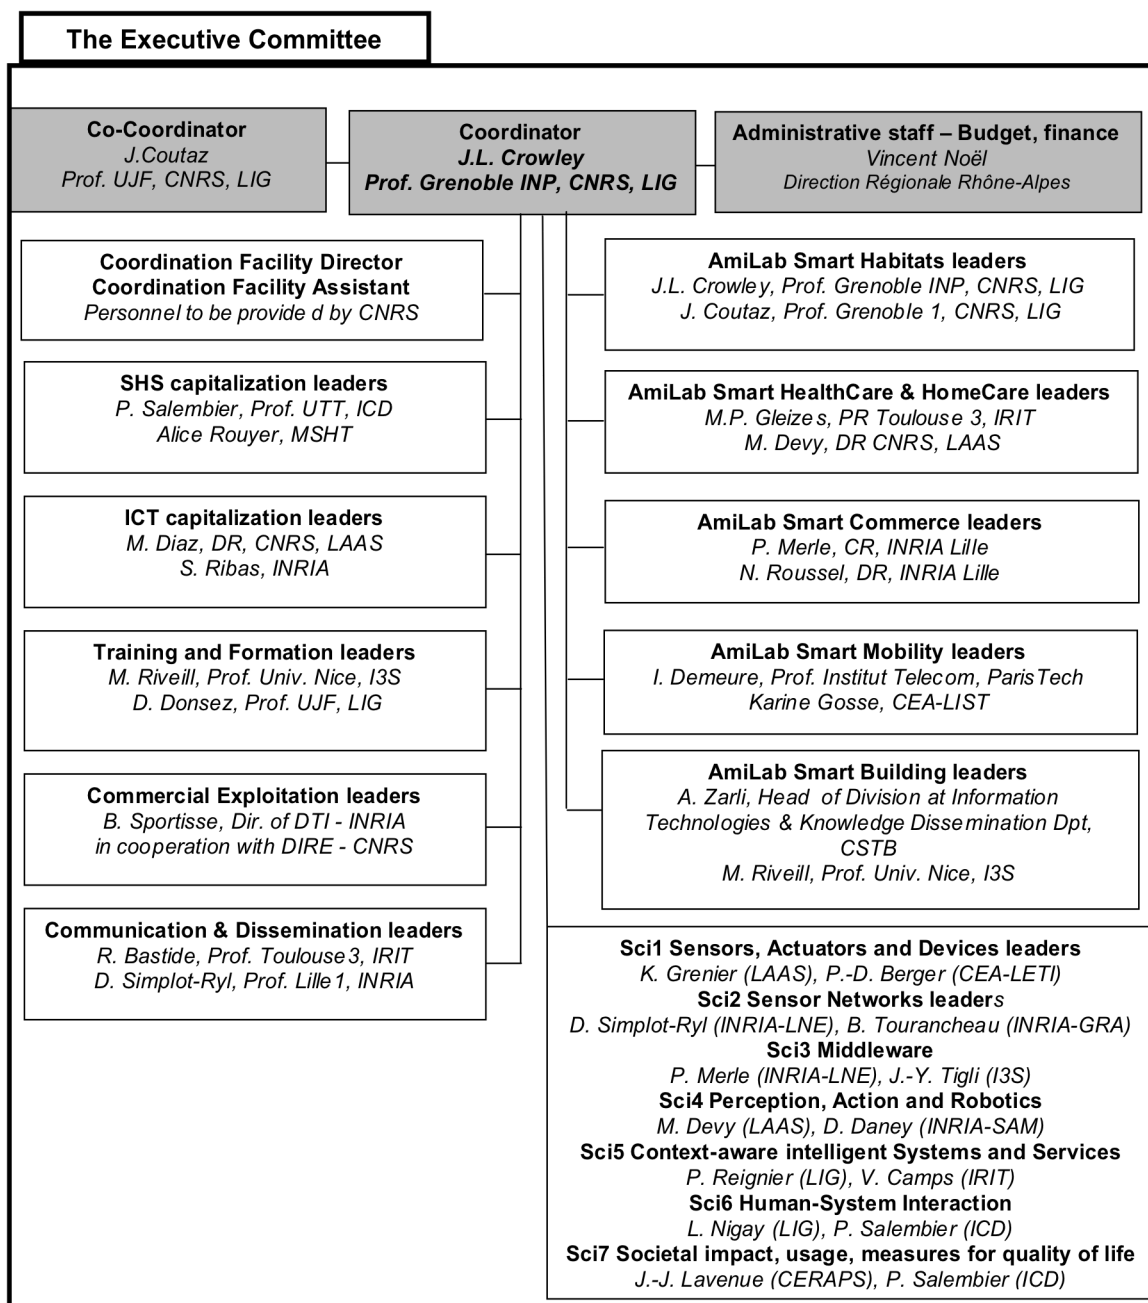 The Executive Committee
Co-Coordinator
J.Coutaz
Prof. UJF, CNRS, LIG
Coordinator
J.L. Crowley
Prof. Grenoble INP, CNRS, LIG
Administrative staff – Budget, finance
Vincent Noël
Direction Régionale Rhône-Alpes
Coordination Facility Director
Coordination Facility Assistant
Personnel to be provide d by CNRS
SHS capitalization leaders
P. Salembier, Prof. UTT, ICD
Alice Rouyer, MSHT
ICT capitalization leaders
M. Diaz, DR, CNRS, LAAS
S. Ribas, INRIA
Training and Formation leaders
M. Riveill, Prof. Univ. Nice, I3S
D. Donsez, Prof. UJF, LIG
Commercial Exploitation leaders
B. Sportisse, Dir. of DTI - INRIA
in cooperation with DIRE - CNRS
Communication & Dissemination leaders
R. Bastide, Prof. Toulouse3, IRIT
D. Simplot-Ryl, Prof. Lille1, INRIA
AmiLab Smart Habitats leaders
J.L. Crowley, Prof. Grenoble INP, CNRS, LIG
J. Coutaz, Prof. Grenoble 1, CNRS, LIG
AmiLab Smart HealthCare & HomeCare leaders
M.P. Gleizes, PR Toulouse 3, IRIT
M. Devy, DR CNRS, LAAS
AmiLab Smart Commerce leaders
P. Merle, CR, INRIA Lille
N. Roussel, DR, INRIA Lille
AmiLab Smart Mobility leaders
I. Demeure, Prof. Institut Telecom, ParisTech
Karine Gosse, CEA-LIST
AmiLab Smart Building leaders
A. Zarli, Head of Division at Information
Technologies & Knowledge Dissemination Dpt,
CSTB
M. Riveill, Prof. Univ. Nice, I3S
Sci1 Sensors, Actuators and Devices leaders
K. Grenier (LAAS), P.-D. Berger (CEA-LETI)
Sci2 Sensor Networks leaders
D. Simplot-Ryl (INRIA-LNE), B. Tourancheau (INRIA-GRA)
Sci3 Middleware
P. Merle (INRIA-LNE), J.-Y. Tigli (I3S)
Sci4 Perception, Action and Robotics
M. Devy (LAAS), D. Daney (INRIA-SAM)
Sci5 Context-aware intelligent Systems and Services
P. Reignier (LIG), V. Camps (IRIT)
Sci6 Human-System Interaction
L. Nigay (LIG), P. Salembier (ICD)
Sci7 Societal impact, usage, measures for quality of life
J.-J. Lavenue (CERAPS), P. Salembier (ICD)